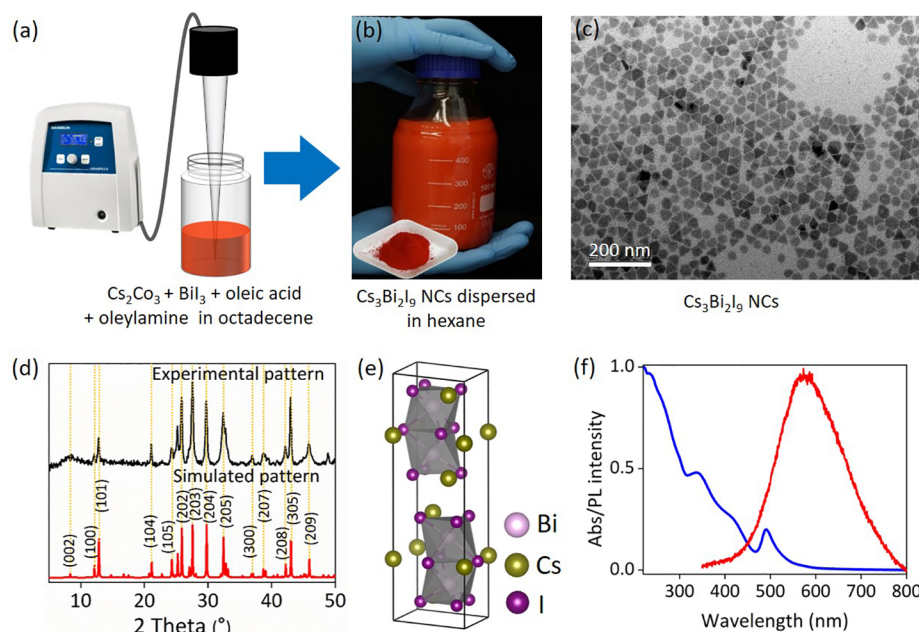 (a)
BANDELIN
Cs₂Co₃ + BiI₃ + oleic acid
+ oleylamine in octadecene
(b)
400
300
200
100
Cs₃Bi₂I₉ NCs dispersed
in hexane
(c)
200 nm
Cs₃Bi₂I₉ NCs
(d)
Experimental pattern
Simulated pattern
(002)
(100)
(101)
(104)
(105)
(202)
(203)
(204)
(205)
(300)
(207)
(208)
(305)
(209)
10 20 30 40 50
2 Theta (°)
(e)
Bi
Cs
I
(f)
Abs/PL intensity
1.0
0.5
0.0
300 400 500 600 700 800
Wavelength (nm)